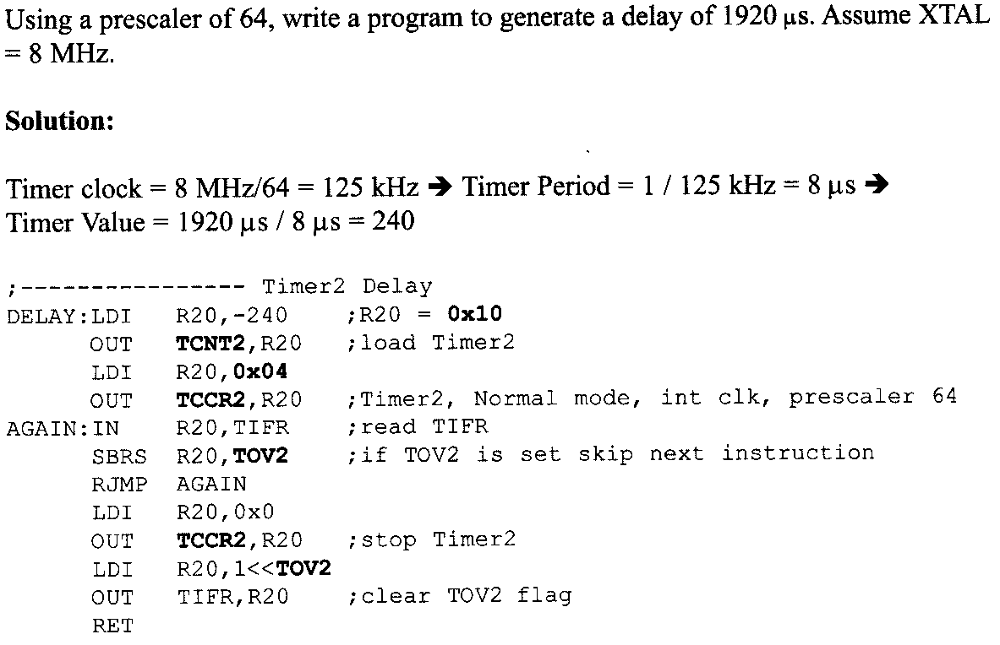 Using a prescaler of 64, write a program to generate a delay of 1920 µs. Assume XTAL
= 8 MHz.
Solution:
Timer clock = 8 MHz/64 = 125 kHz ➔ Timer Period = 1 / 125 kHz = 8 µs ➔
Timer Value = 1920 µs / 8 µs = 240
;---------------- Timer2 Delay
DELAY:LDI R20,-240 ;R20 = 0x10
OUT TCNT2,R20 ;load Timer2
LDI R20,0x04
OUT TCCR2,R20 ;Timer2, Normal mode, int clk, prescaler 64
AGAIN:IN R20,TIFR ;read TIFR
SBRS R20,TOV2 ;if TOV2 is set skip next instruction
RJMP AGAIN
LDI R20,0x0
OUT TCCR2,R20 ;stop Timer2
LDI R20,1<<TOV2
OUT TIFR,R20 ;clear TOV2 flag
RET